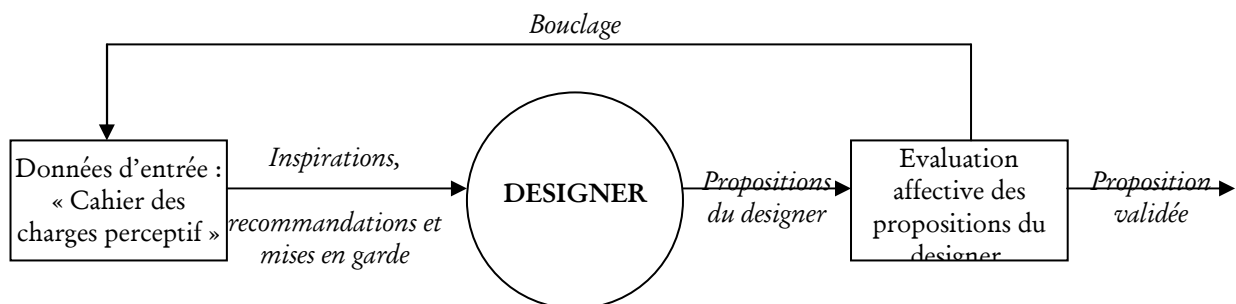 Bouclage
Données d'entrée :
« Cahier des
charges perceptif »
Inspirations,
recommandations et
mises en garde
DESIGNER
Propositions
du designer
Evaluation
affective des
propositions du
designer
Proposition
validée